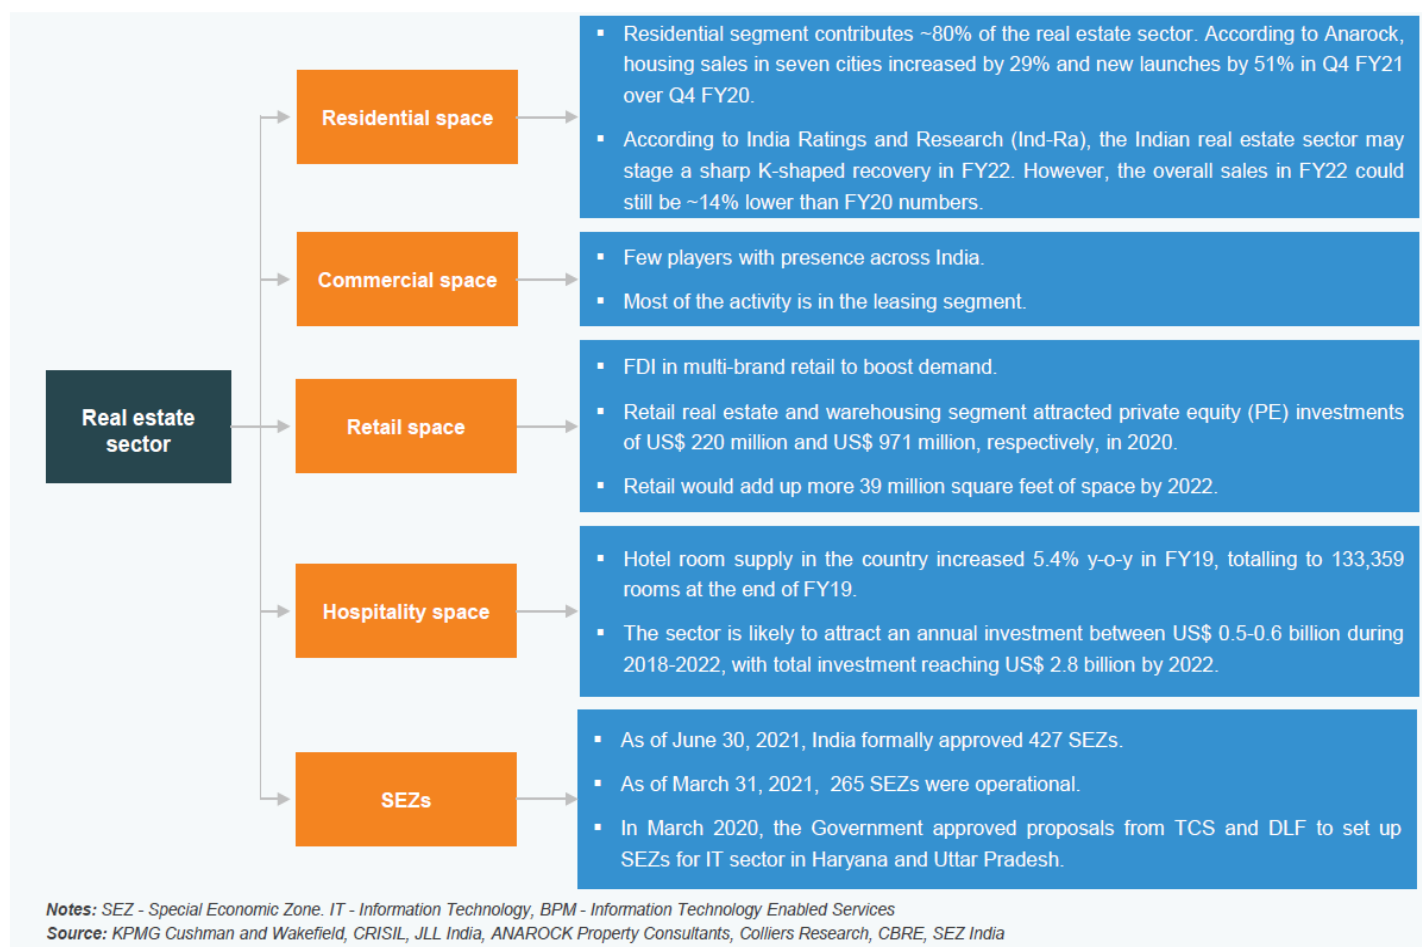 Real estate
sector
Residential space
▪ Residential segment contributes ~80% of the real estate sector. According to Anarock,
housing sales in seven cities increased by 29% and new launches by 51% in Q4 FY21
over Q4 FY20.
▪ According to India Ratings and Research (Ind-Ra), the Indian real estate sector may
stage a sharp K-shaped recovery in FY22. However, the overall sales in FY22 could
still be ~14% lower than FY20 numbers.
Commercial space
▪ Few players with presence across India.
▪ Most of the activity is in the leasing segment.
Retail space
▪ FDI in multi-brand retail to boost demand.
▪ Retail real estate and warehousing segment attracted private equity (PE) investments
of US$ 220 million and US$ 971 million, respectively, in 2020.
▪ Retail would add up more 39 million square feet of space by 2022.
Hospitality space
▪ Hotel room supply in the country increased 5.4% y-o-y in FY19, totalling to 133,359
rooms at the end of FY19.
▪ The sector is likely to attract an annual investment between US$ 0.5-0.6 billion during
2018-2022, with total investment reaching US$ 2.8 billion by 2022.
SEZs
▪ As of June 30, 2021, India formally approved 427 SEZs.
▪ As of March 31, 2021, 265 SEZs were operational.
▪ In March 2020, the Government approved proposals from TCS and DLF to set up
SEZs for IT sector in Haryana and Uttar Pradesh.
Notes: SEZ - Special Economic Zone. IT - Information Technology, BPM - Information Technology Enabled Services
Source: KPMG Cushman and Wakefield, CRISIL, JLL India, ANAROCK Property Consultants, Colliers Research, CBRE, SEZ India